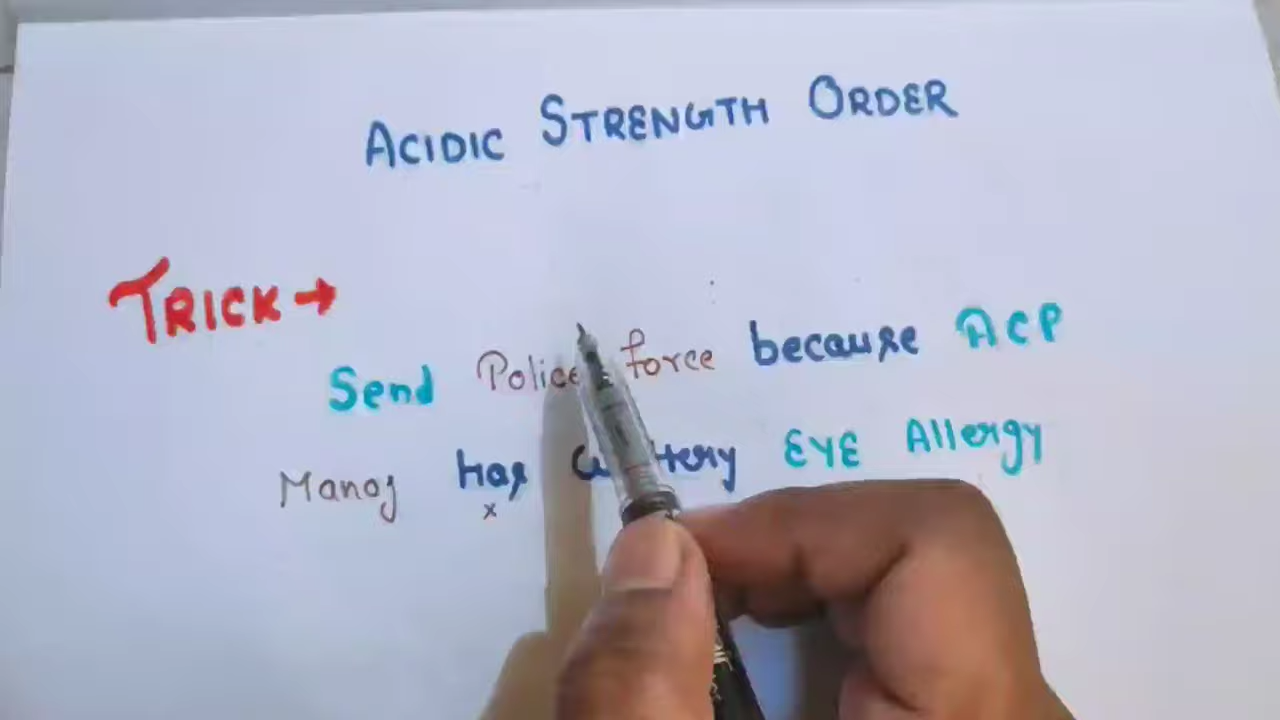 ACIDIC STRENGTH ORDER
TRICK →
Send Police force because ACP
Manoj Has EYE Allergy
x